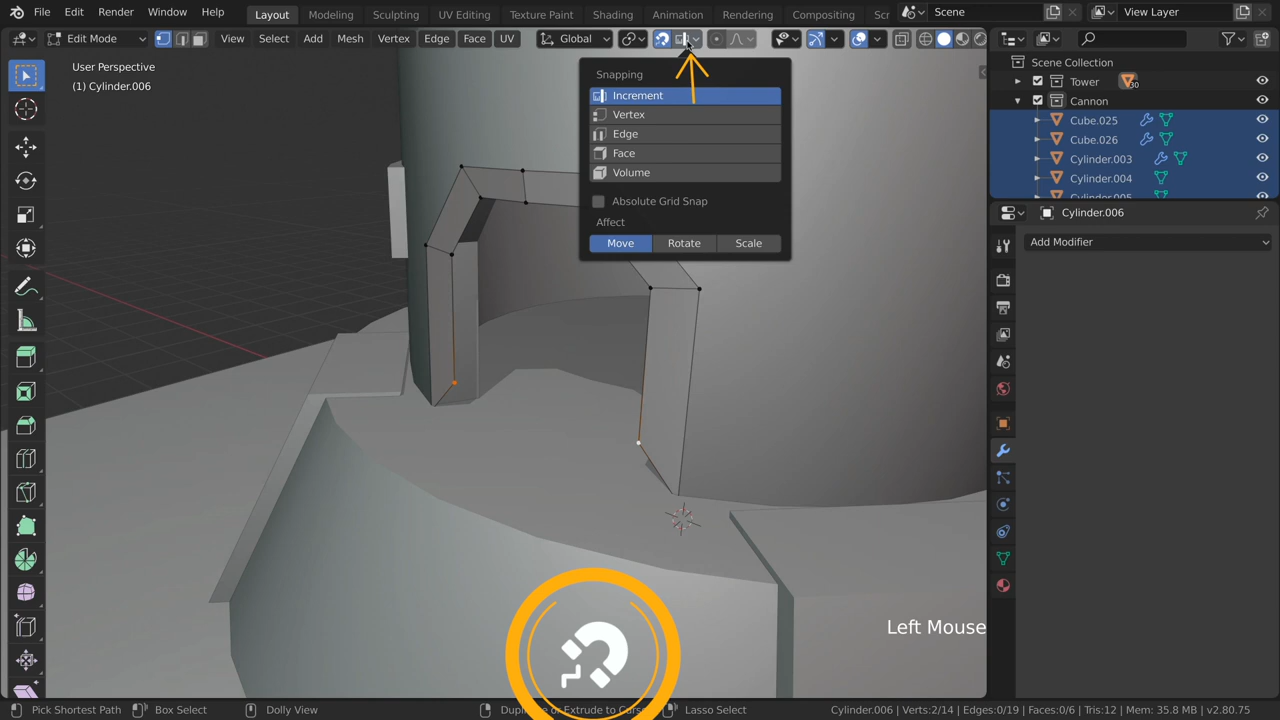 File Edit Render Window Help Layout Modeling Sculpting UV Editing Texture Paint Shading Animation Rendering Compositing Scr Scene View Layer
Edit Mode View Select Add Mesh Vertex Edge Face UV Global
User Perspective
(1) Cylinder.006
Snapping
Increment
Vertex
Edge
Face
Volume
Absolute Grid Snap
Affect
Move Rotate Scale
Scene Collection
Tower 30
Cannon
Cube.025
Cube.026
Cylinder.003
Cylinder.004
Cylinder.005
Cylinder.006
Add Modifier
Left Mouse
Pick Shortest Path Box Select Dolly View Lasso Select Cylinder.006 | Verts:2/14 | Edges:0/19 | Faces:0/6 | Tris:12 | Mem: 35.8 MB | v2.80.75